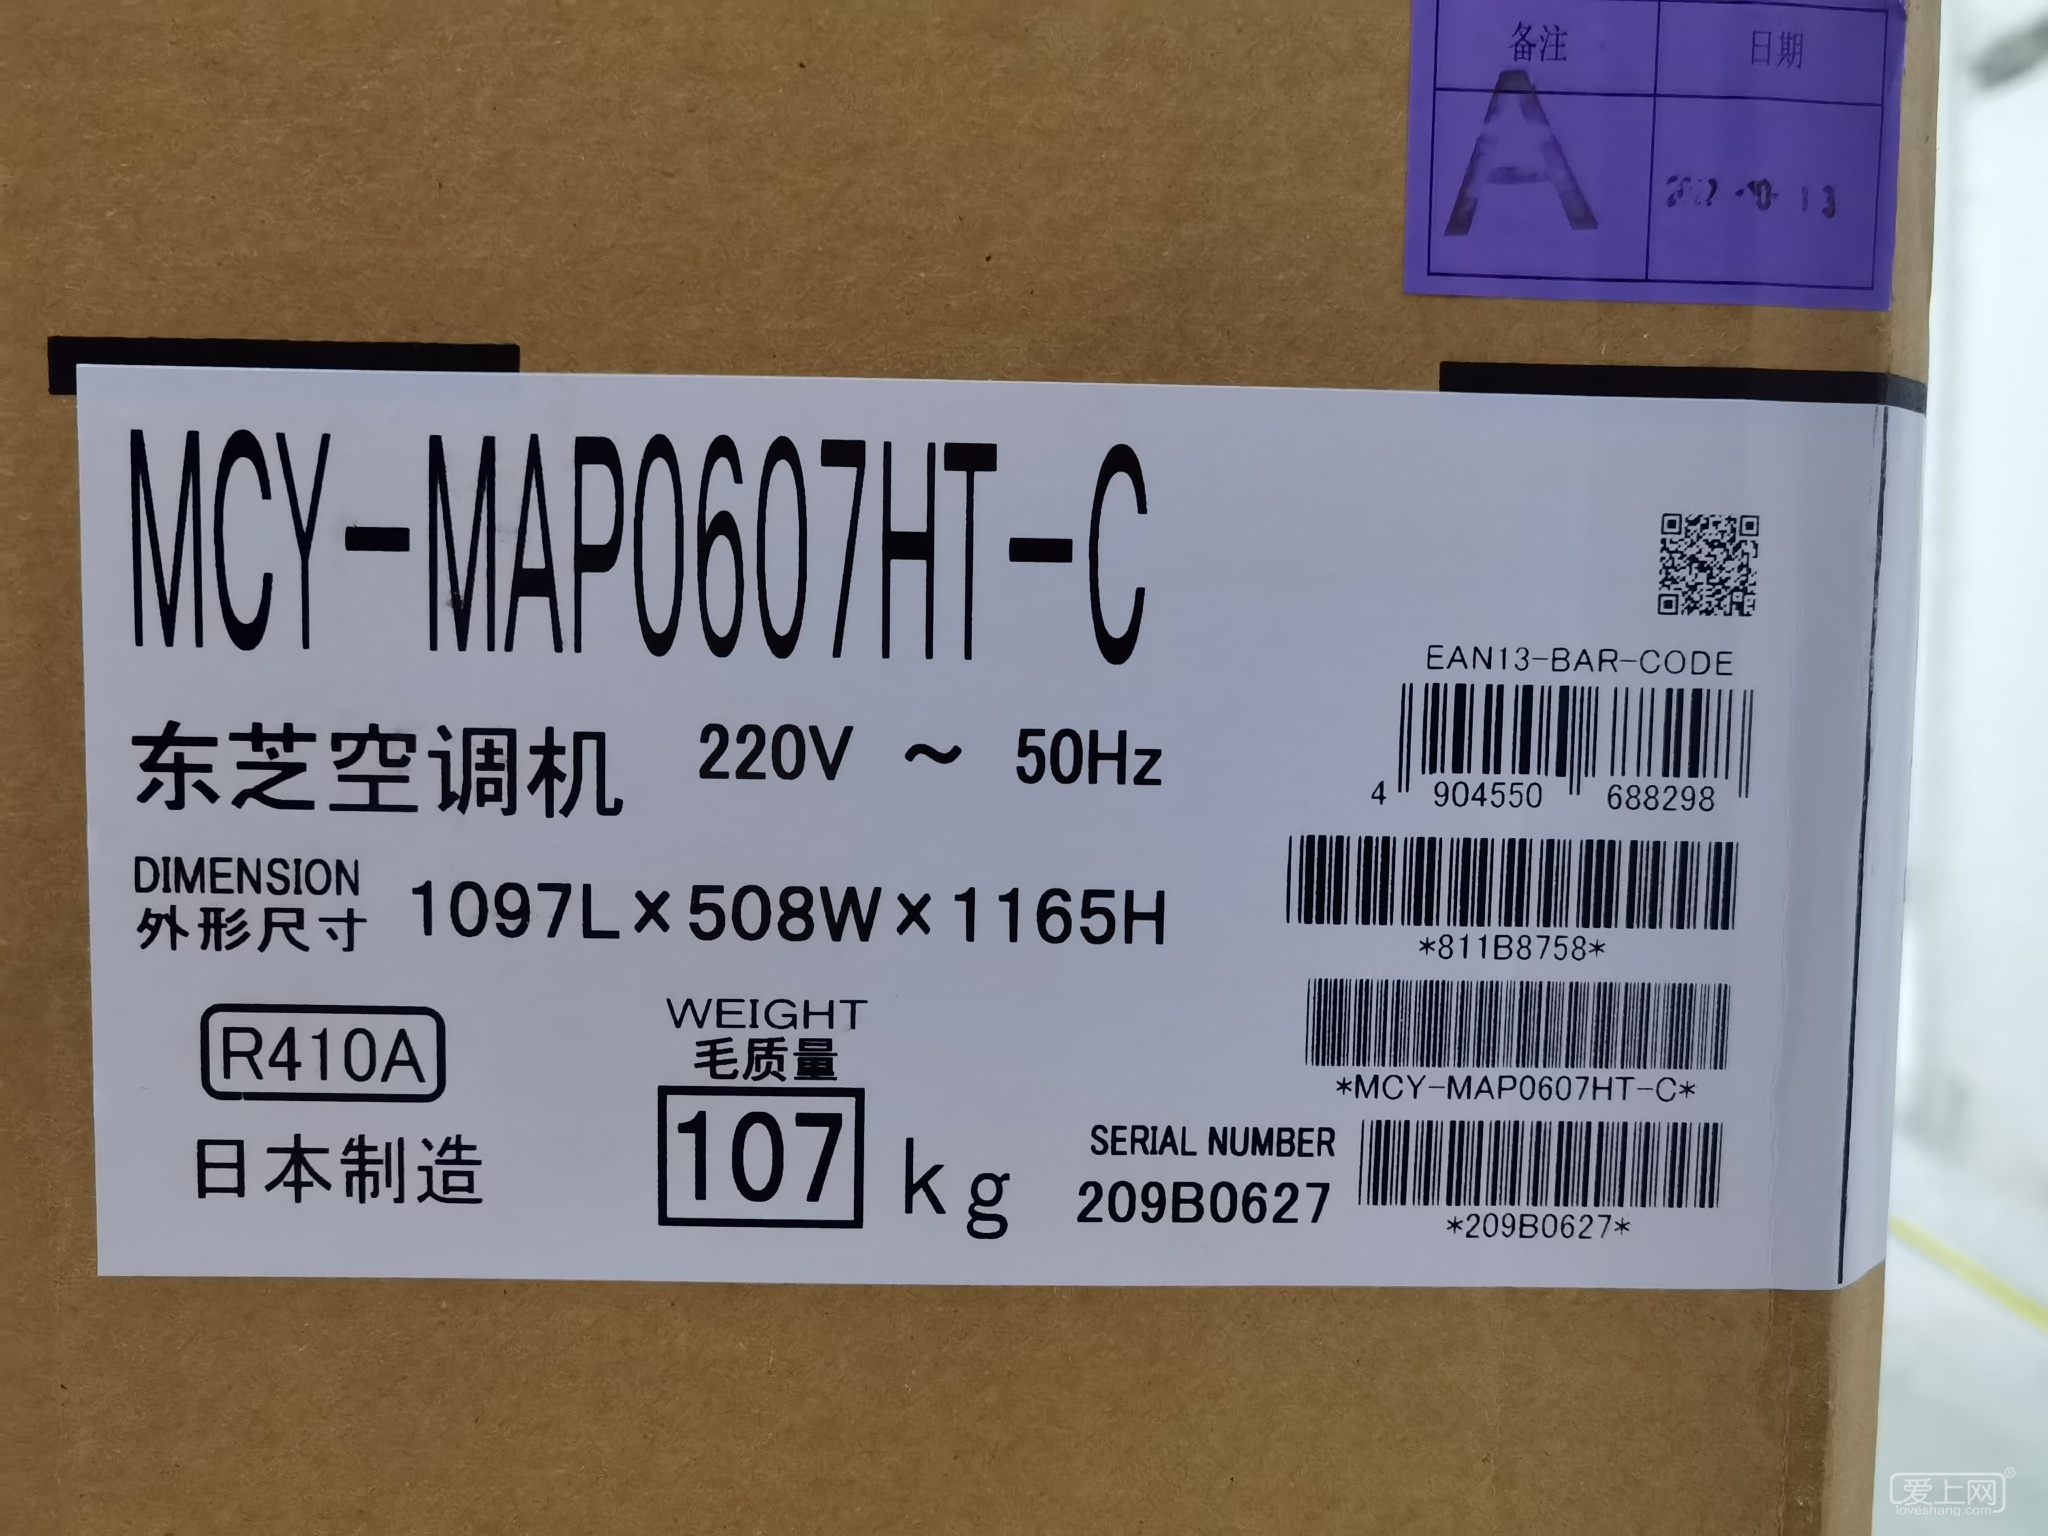 备注 日期
A
MCY-MAP0607HT-C
东芝空调机 220V ~ 50Hz
DIMENSION
外形尺寸 1097L×508W×1165H
R410A
日本制造
WEIGHT
毛质量
107 kg
SERIAL NUMBER
209B0627
EAN13-BAR-CODE
4 904550 688298
*811B8758*
*MCY-MAP0607HT-C*
*209B0627*
爱上网®
loveshang.com